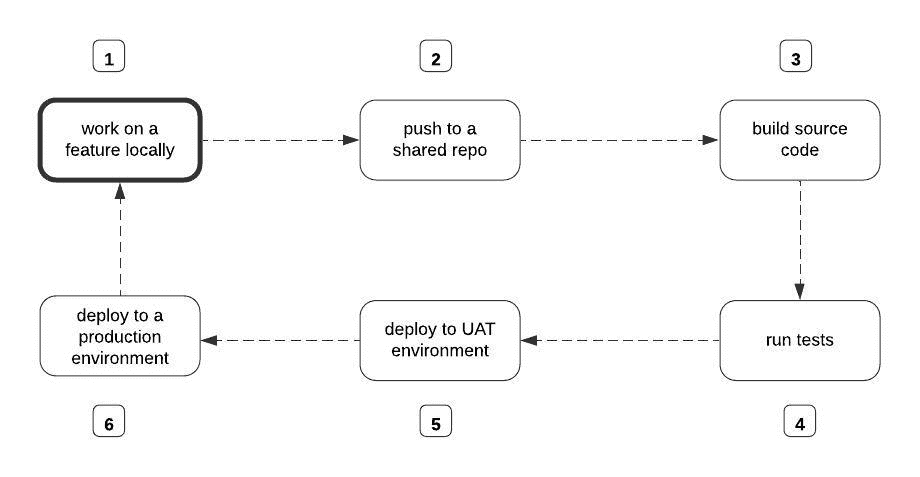 1
2
3
work on a
feature locally
push to a
shared repo
build source
code
deploy to a
production
environment
deploy to UAT
environment
run tests
6
5
4